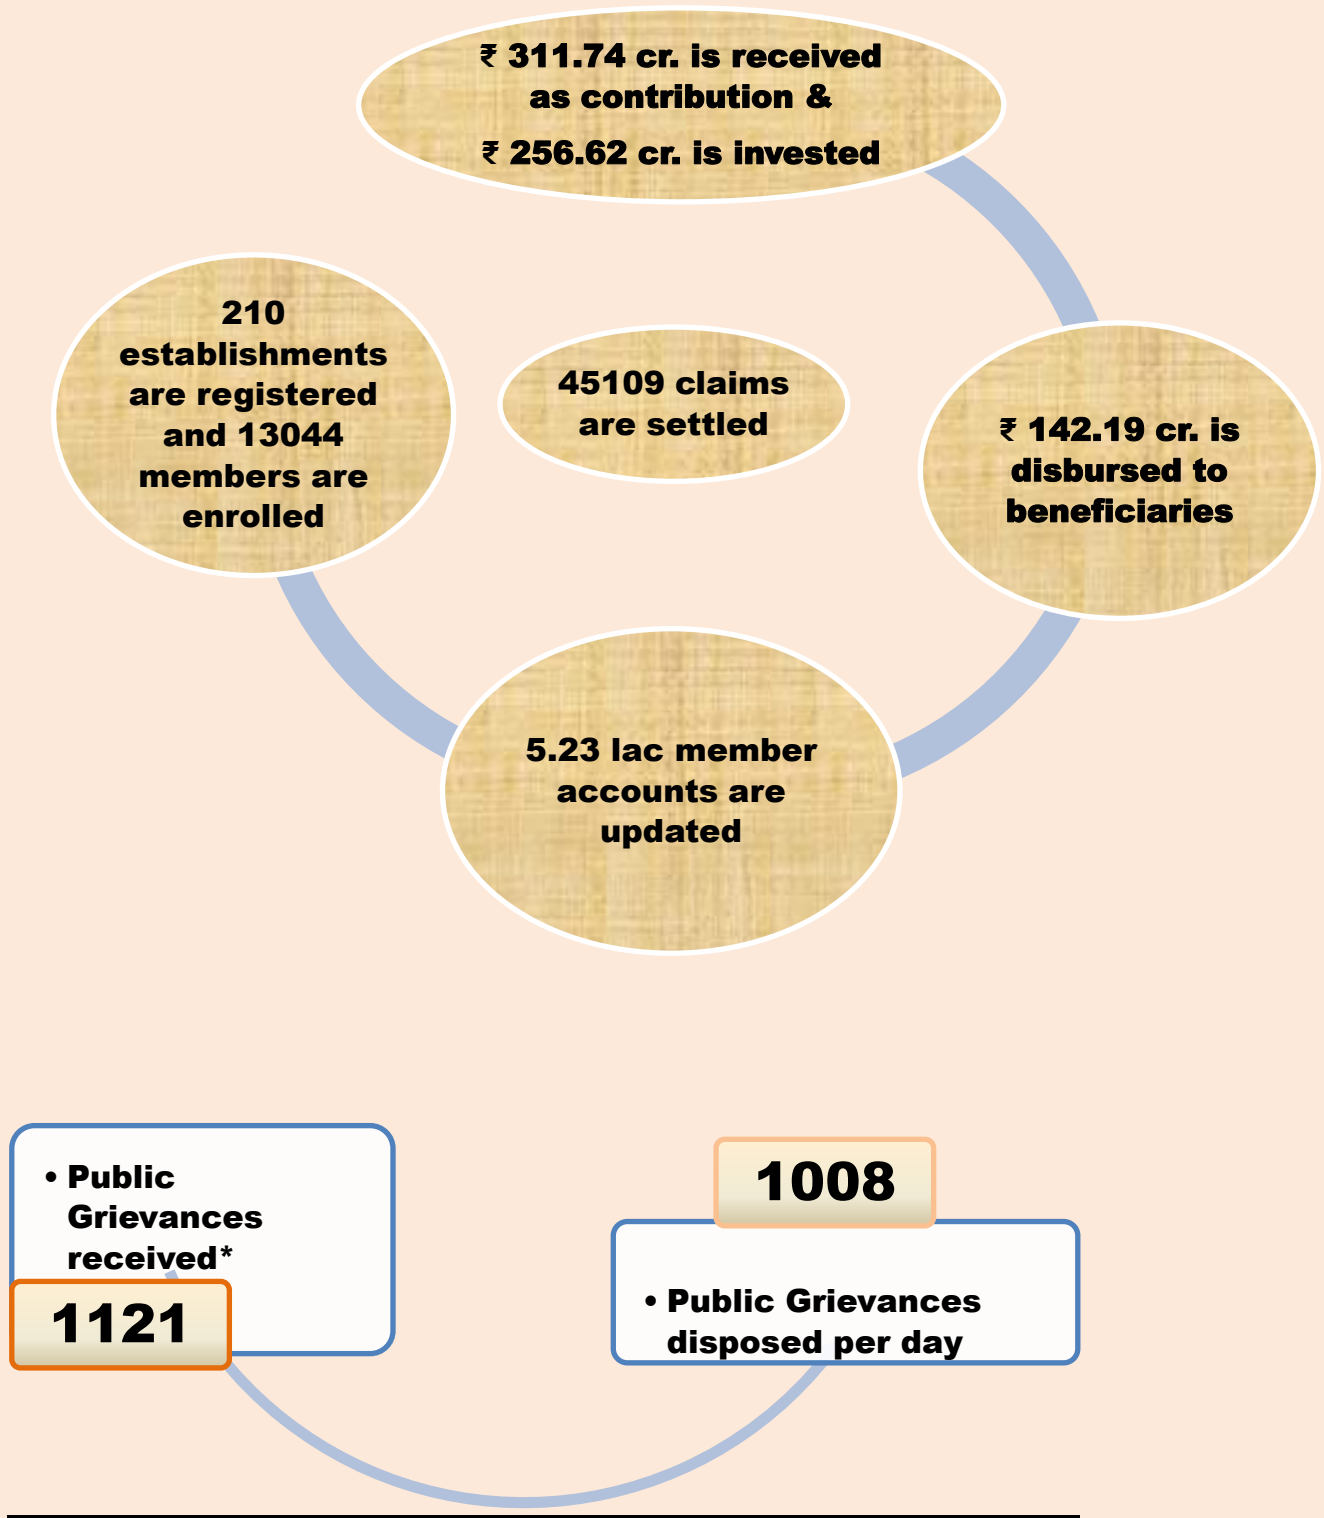 ₹ 311.74 cr. is received
as contribution &
₹ 256.62 cr. is invested
210
establishments
are registered
and 13044
members are
enrolled
45109 claims
are settled
₹ 142.19 cr. is
disbursed to
beneficiaries
5.23 lac member
accounts are
updated
• Public
Grievances
received*
1121
1008
• Public Grievances
disposed per day